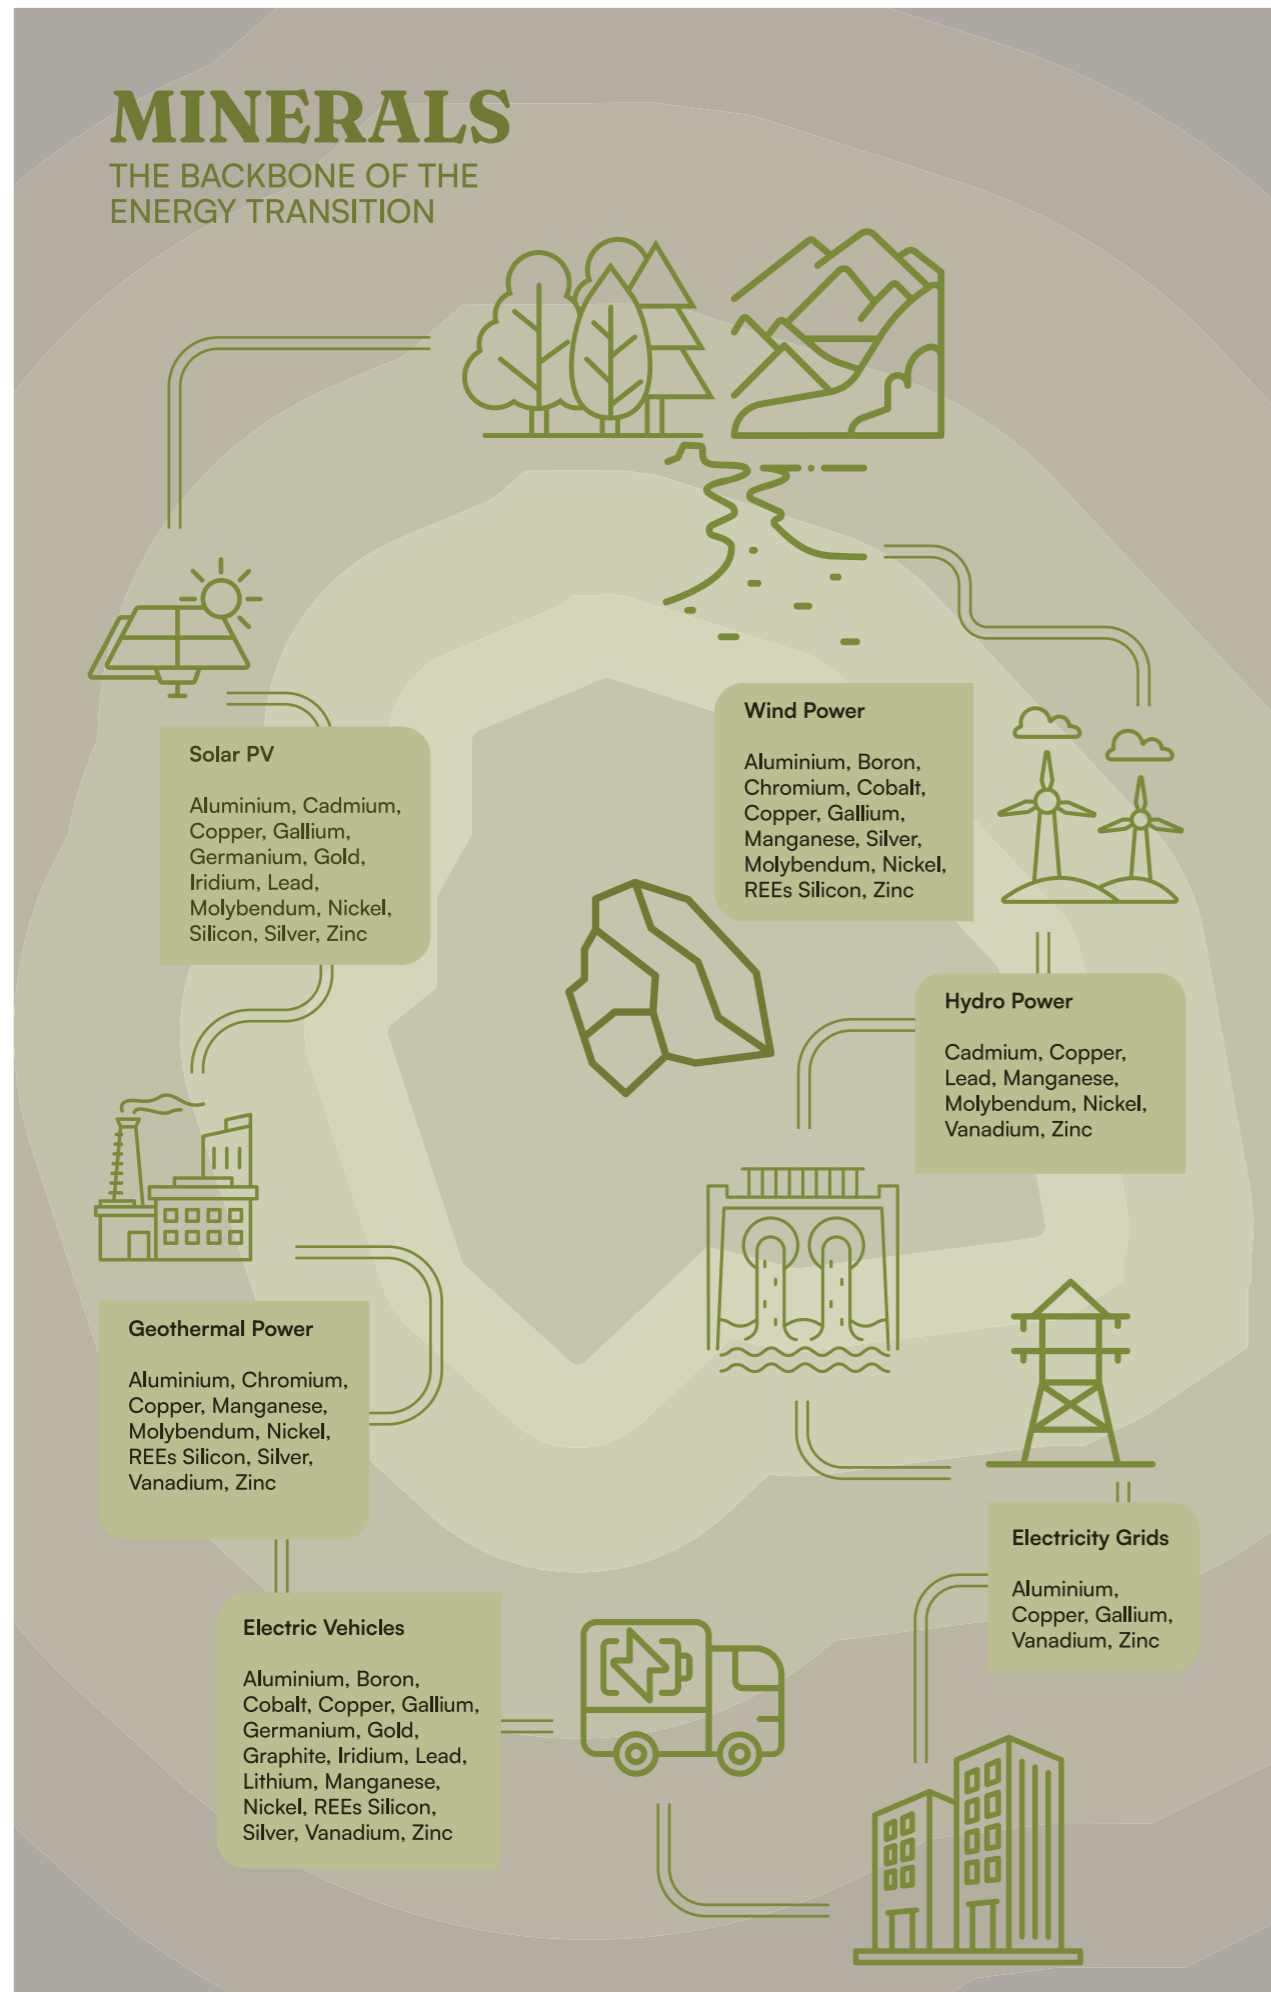 MINERALS
THE BACKBONE OF THE
ENERGY TRANSITION
Solar PV
Aluminium, Cadmium,
Copper, Gallium,
Germanium, Gold,
Iridium, Lead,
Molybendum, Nickel,
Silicon, Silver, Zinc
Wind Power
Aluminium, Boron,
Chromium, Cobalt,
Copper, Gallium,
Manganese, Silver,
Molybendum, Nickel,
REEs Silicon, Zinc
Hydro Power
Cadmium, Copper,
Lead, Manganese,
Molybendum, Nickel,
Vanadium, Zinc
Geothermal Power
Aluminium, Chromium,
Copper, Manganese,
Molybendum, Nickel,
REEs Silicon, Silver,
Vanadium, Zinc
Electricity Grids
Aluminium,
Copper, Gallium,
Vanadium, Zinc
Electric Vehicles
Aluminium, Boron,
Cobalt, Copper, Gallium,
Germanium, Gold,
Graphite, Iridium, Lead,
Lithium, Manganese,
Nickel, REEs Silicon,
Silver, Vanadium, Zinc